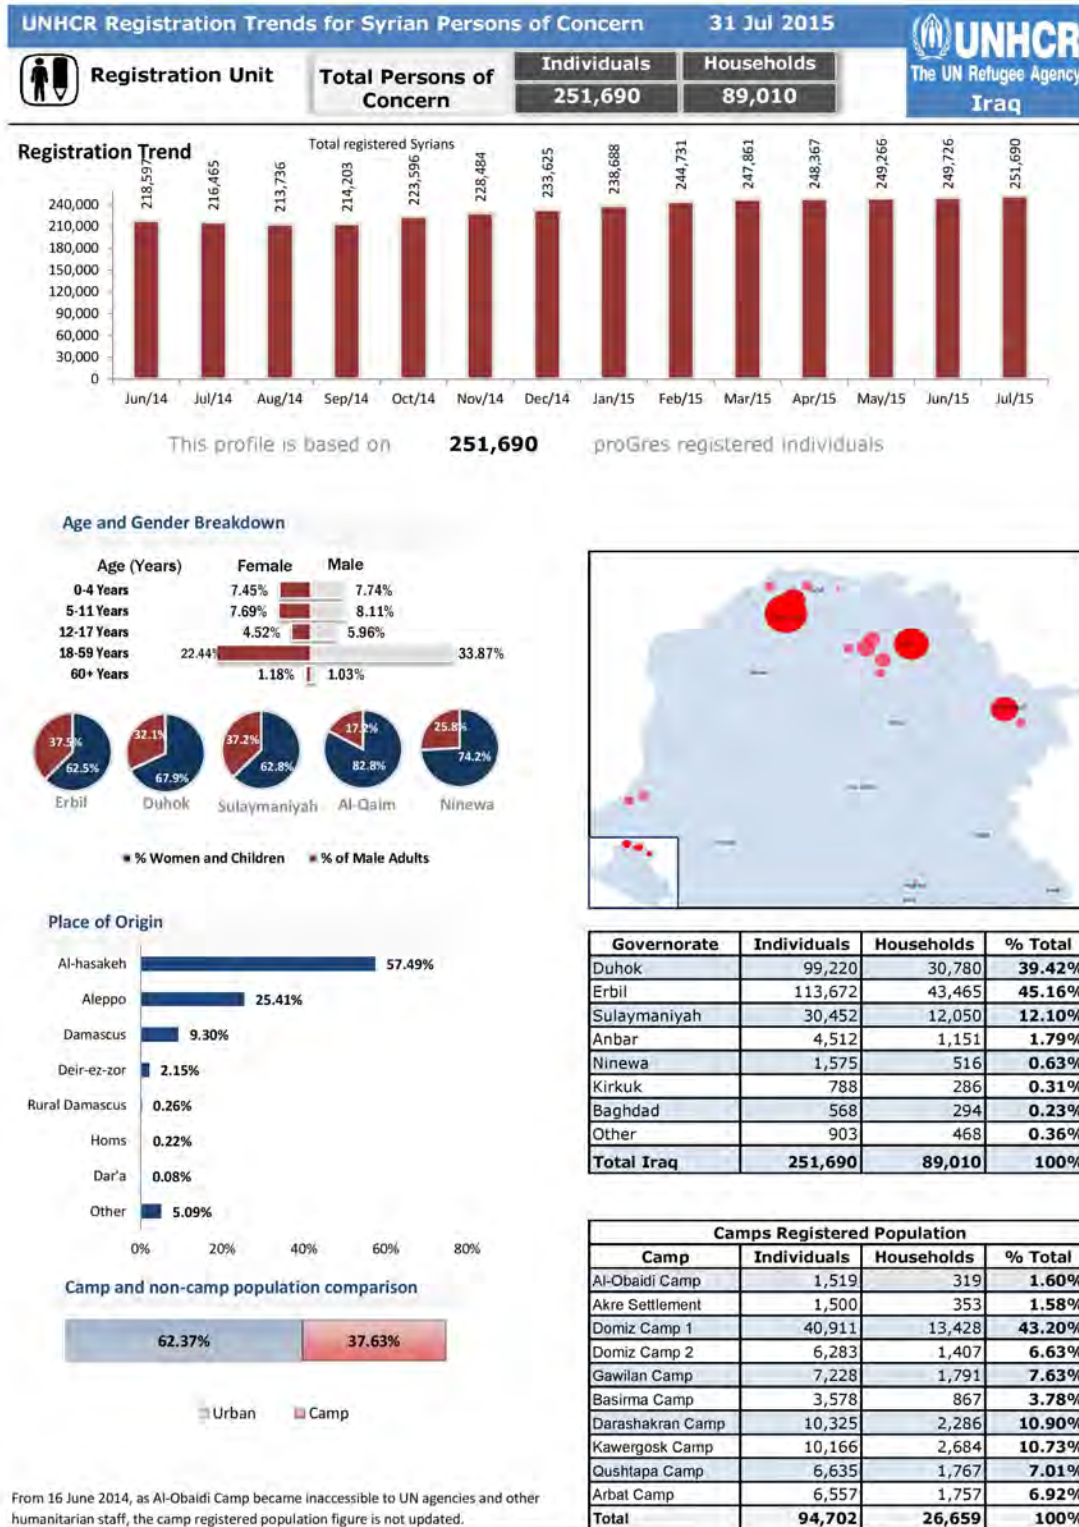 UNHCR Registration Trends for Syrian Persons of Concern 31 Jul 2015
UNHCR
The UN Refugee Agency
Iraq
Registration Unit
Total Persons of Concern
Individuals Households
251,690 89,010
Registration Trend
Total registered Syrians
218,597 216,465 213,736 214,203 223,596 228,484 233,625 238,688 244,731 247,861 248,367 249,266 249,726 251,690
240,000
210,000
180,000
150,000
120,000
90,000
60,000
30,000
0
Jun/14 Jul/14 Aug/14 Sep/14 Oct/14 Nov/14 Dec/14 Jan/15 Feb/15 Mar/15 Apr/15 May/15 Jun/15 Jul/15
This profile is based on 251,690 proGres registered individuals
Age and Gender Breakdown
Age (Years) Female Male
0-4 Years 7.45% 7.74%
5-11 Years 7.69% 8.11%
12-17 Years 4.52% 5.96%
18-59 Years 22.44% 33.87%
60+ Years 1.18% 1.03%
37.5% 62.5%
32.1% 67.9%
37.2% 62.8%
17.2% 82.8%
25.8% 74.2%
Erbil Duhok Sulaymaniyah Al-Qaim Ninewa
% Women and Children % of Male Adults
Place of Origin
Al-hasakeh 57.49%
Aleppo 25.41%
Damascus 9.30%
Deir-ez-zor 2.15%
Rural Damascus 0.26%
Homs 0.22%
Dar'a 0.08%
Other 5.09%
0% 20% 40% 60% 80%
Camp and non-camp population comparison
62.37% 37.63%
Urban Camp
From 16 June 2014, as Al-Obaidi Camp became inaccessible to UN agencies and other
humanitarian staff, the camp registered population figure is not updated.
Governorate Individuals Households % Total
Duhok 99,220 30,780 39.42%
Erbil 113,672 43,465 45.16%
Sulaymaniyah 30,452 12,050 12.10%
Anbar 4,512 1,151 1.79%
Ninewa 1,575 516 0.63%
Kirkuk 788 286 0.31%
Baghdad 568 294 0.23%
Other 903 468 0.36%
Total Iraq 251,690 89,010 100%
Camps Registered Population
Camp Individuals Households % Total
Al-Obaidi Camp 1,519 319 1.60%
Akre Settlement 1,500 353 1.58%
Domiz Camp 1 40,911 13,428 43.20%
Domiz Camp 2 6,283 1,407 6.63%
Gawilan Camp 7,228 1,791 7.63%
Basirma Camp 3,578 867 3.78%
Darashakran Camp 10,325 2,286 10.90%
Kawergosk Camp 10,166 2,684 10.73%
Qushtapa Camp 6,635 1,767 7.01%
Arbat Camp 6,557 1,757 6.92%
Total 94,702 26,659 100%